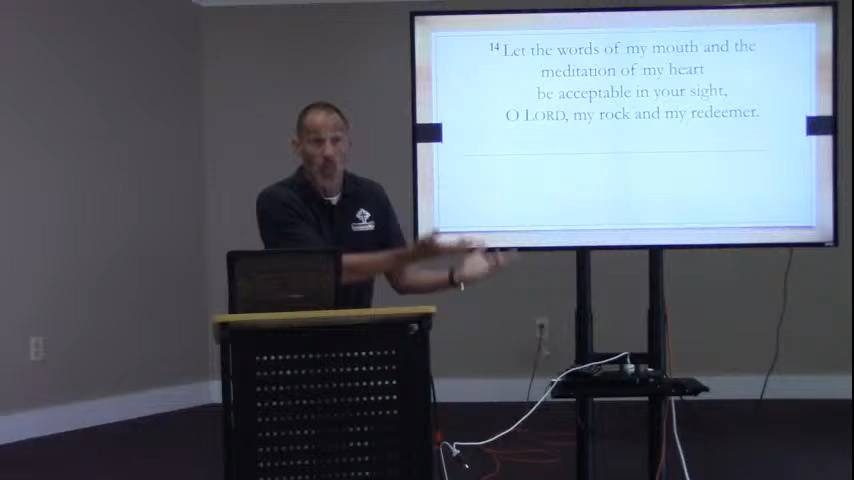 14 Let the words of my mouth and the
meditation of my heart
be acceptable in your sight,
O LORD, my rock and my redeemer.